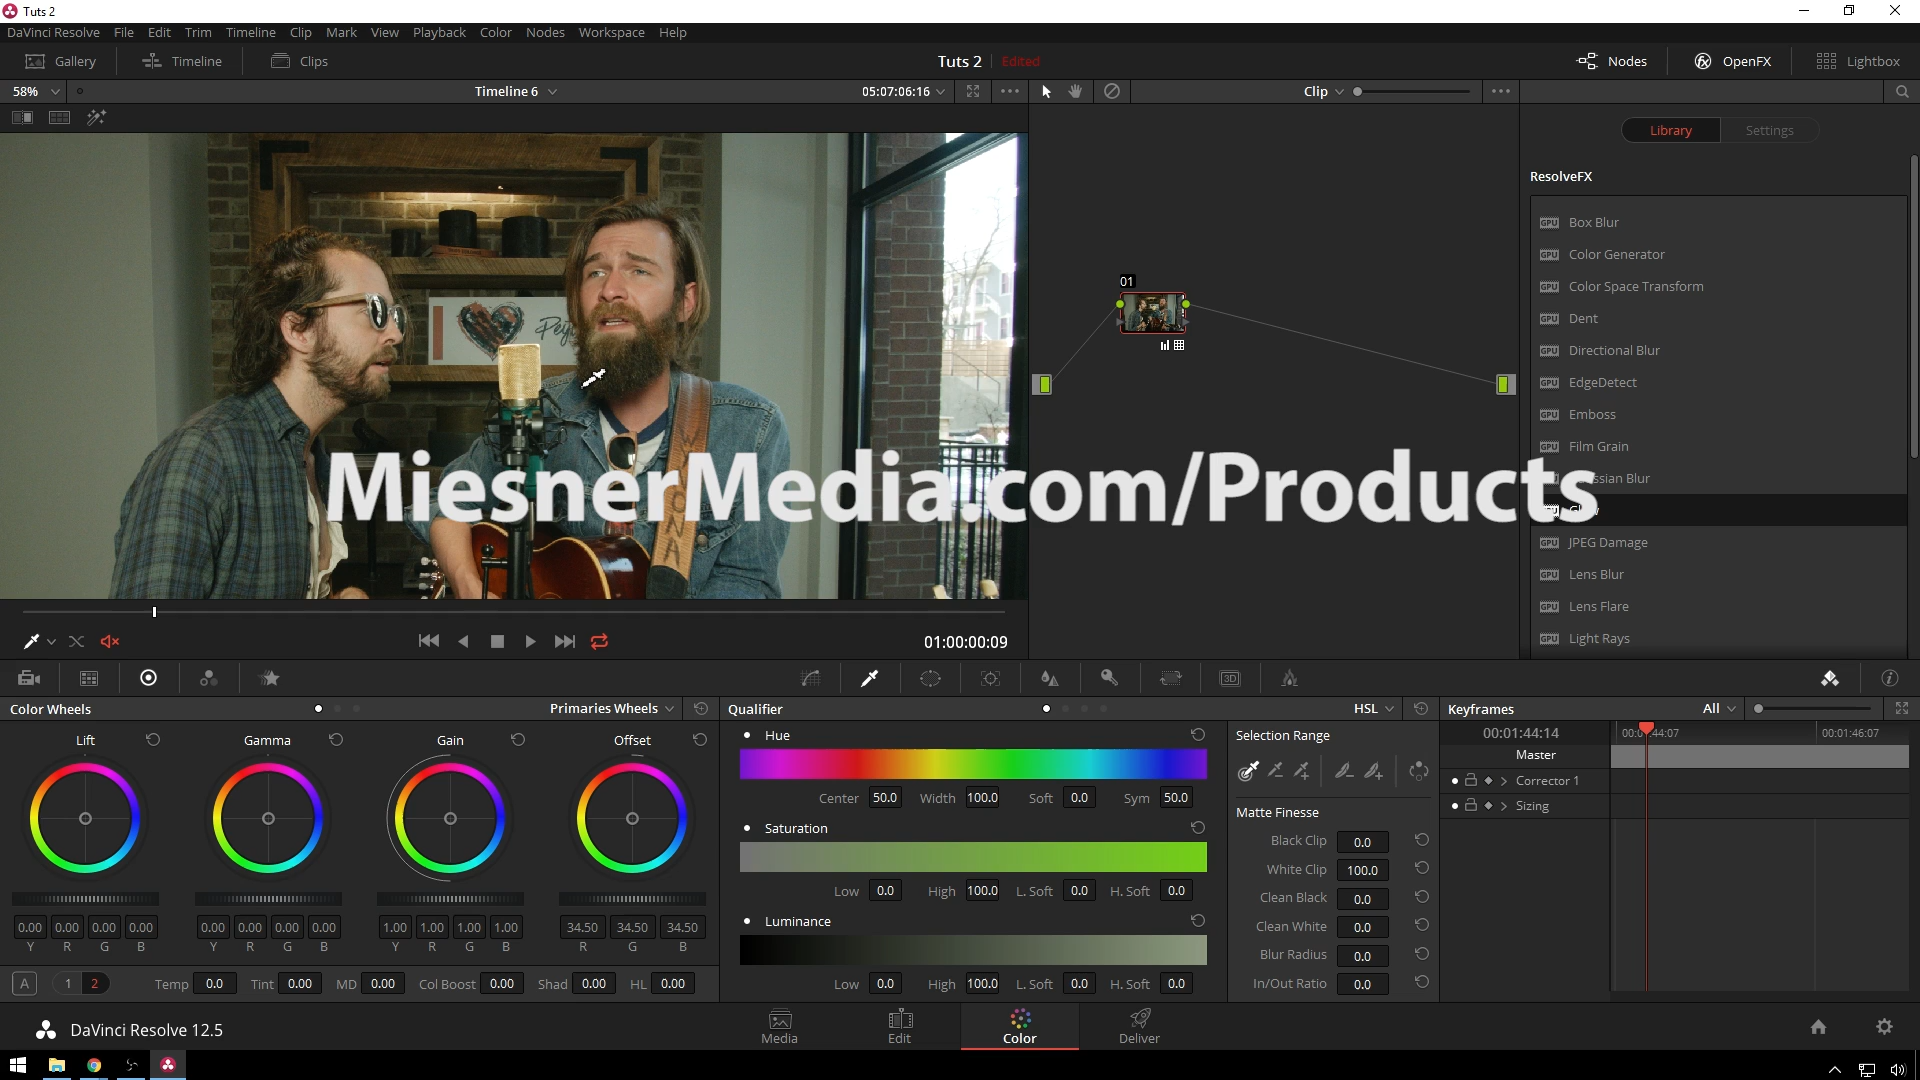 Tuts 2
DaVinci Resolve File Edit Trim Timeline Clip Mark View Playback Color Nodes Workspace Help
Gallery Timeline Clips Tuts 2 Edited Nodes OpenFX Lightbox
58% Timeline 6 05:07:06:16 Clip
Library Settings
ResolveFX
Box Blur
Color Generator
Color Space Transform
Dent
Directional Blur
EdgeDetect
Emboss
Film Grain
JPEG Damage
Lens Blur
Lens Flare
Light Rays
01
MiesnerMedia.com/Products
01:00:00:09
3D
Color Wheels Primaries Wheels
Lift Gamma Gain Offset
0.00 0.00 0.00 0.00 0.00 0.00 0.00 0.00 1.00 1.00 1.00 1.00 34.50 34.50 34.50
Y R G B Y R G B Y R G B R G B
A 1 2 Temp 0.0 Tint 0.00 MD 0.00 Col Boost 0.00 Shad 0.00 HL 0.00
Qualifier HSL
Hue
Center 50.0 Width 100.0 Soft 0.0 Sym 50.0
Saturation
Low 0.0 High 100.0 L. Soft 0.0 H. Soft 0.0
Luminance
Low 0.0 High 100.0 L. Soft 0.0 H. Soft 0.0
Selection Range
Matte Finesse
Black Clip 0.0
White Clip 100.0
Clean Black 0.0
Clean White 0.0
Blur Radius 0.0
In/Out Ratio 0.0
Keyframes All
00:01:44:14 00:01:46:07
Master
Corrector 1
Sizing
DaVinci Resolve 12.5
Media Edit Color Deliver